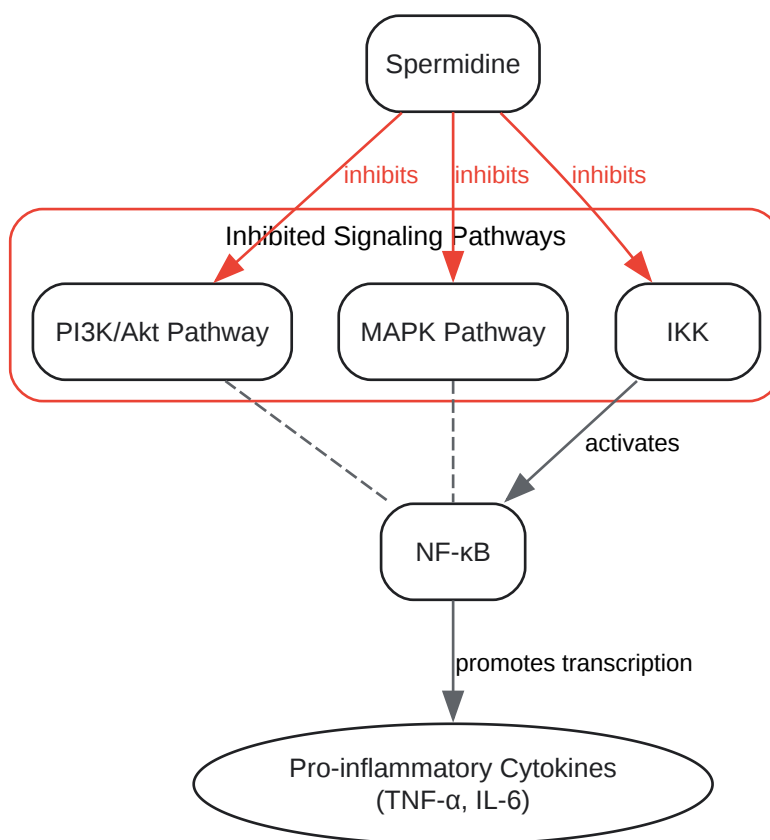 Spermidine
inhibits
inhibits
inhibits
Inhibited Signaling Pathways
PI3K/Akt Pathway
MAPK Pathway
IKK
activates
NF-κB
promotes transcription
Pro-inflammatory Cytokines
(TNF-α, IL-6)